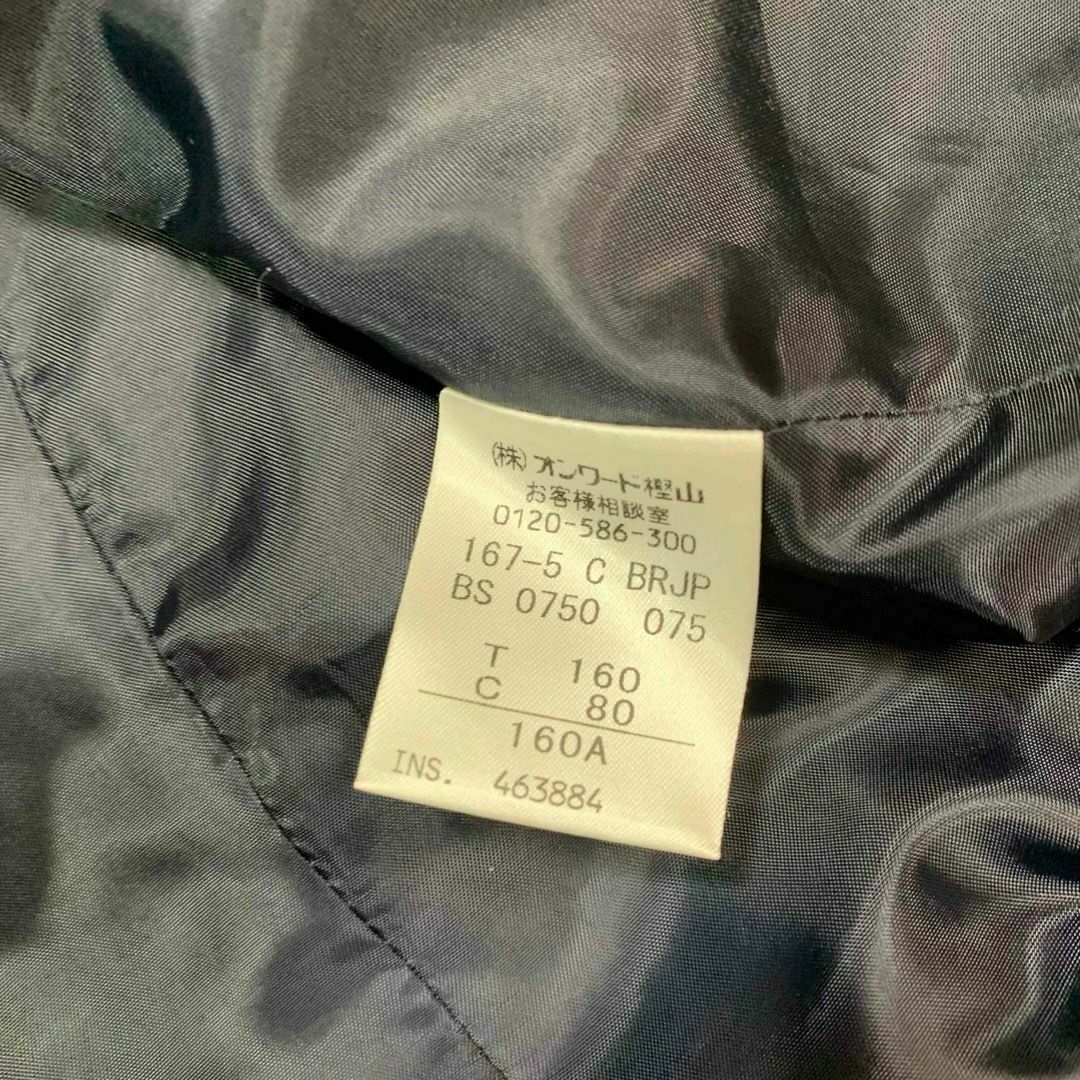 (株)オンワード樫山
お客様相談室
0120-586-300
167-5 C BRJP
BS 0750 075
T 160
C 80
160A
INS. 463884